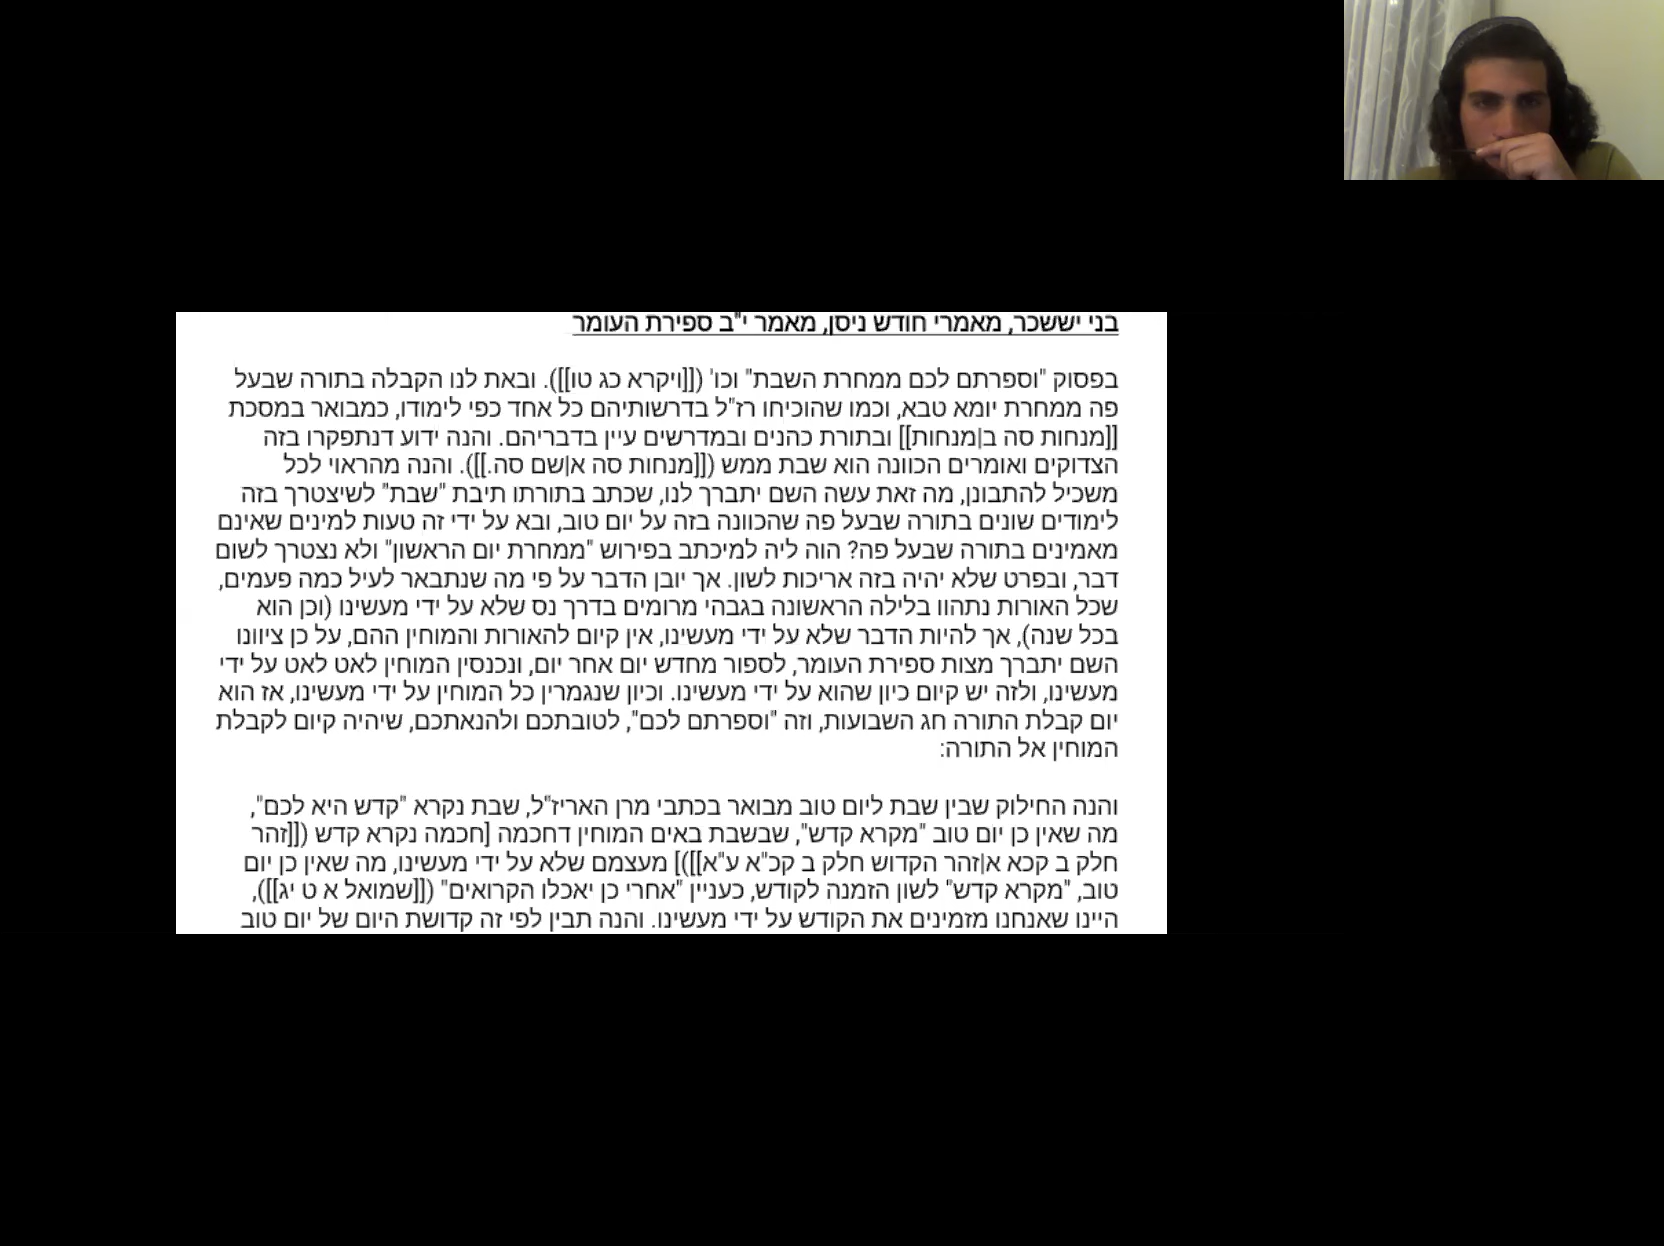 בני יששכר, מאמרי חודש ניסן, מאמר י"ב ספירת העומר
בפסוק "וספרתם לכם ממחרת השבת" וכו' ([[ויקרא כג טו]]). ובאת לנו הקבלה בתורה שבעל
פה ממחרת יומא טבא, וכמו שהוכיחו רז"ל בדרשותיהם כל אחד כפי לימודו, כמבואר במסכת
[[מנחות סה ב|מנחות]] ובתורת כהנים ובמדרשים עיין בדבריהם. והנה ידוע דנתפקרו בזה
הצדוקים ואומרים הכוונה הוא שבת ממש ([[מנחות סה א|שם סה.]]). והנה מהראוי לכל
משכיל להתבונן, מה זאת עשה השם יתברך לנו, שכתב בתורתו תיבת "שבת" לשיצטרך בזה
לימודים שונים בתורה שבעל פה שהכוונה בזה על יום טוב, ובא על ידי זה טעות למינים שאינם
מאמינים בתורה שבעל פה? הוה ליה למיכתב בפירוש "ממחרת יום הראשון" ולא נצטרך לשום
דבר, ובפרט שלא יהיה בזה אריכות לשון. אך יובן הדבר על פי מה שנתבאר לעיל כמה פעמים,
שכל האורות נתהוו בלילה הראשונה בגבהי מרומים בדרך נס שלא על ידי מעשינו (וכן הוא
בכל שנה), אך להיות הדבר שלא על ידי מעשינו, אין קיום להאורות והמוחין ההם, על כן ציוונו
השם יתברך מצות ספירת העומר, לספור מחדש יום אחר יום, ונכנסין המוחין לאט לאט על ידי
מעשינו, ולזה יש קיום כיון שהוא על ידי מעשינו. וכיון שנגמרין כל המוחין על ידי מעשינו, אז הוא
יום קבלת התורה חג השבועות, וזה "וספרתם לכם", לטובתכם ולהנאתכם, שיהיה קיום לקבלת
המוחין אל התורה:
והנה החילוק שבין שבת ליום טוב מבואר בכתבי מרן האריז"ל, שבת נקרא "קדש היא לכם",
מה שאין כן יום טוב "מקרא קדש", שבשבת באים המוחין דחכמה [חכמה נקרא קדש ([[זהר
חלק ב קכא א|זהר הקדוש חלק ב קכ"א ע"א]])] מעצמם שלא על ידי מעשינו, מה שאין כן יום
טוב, "מקרא קדש" לשון הזמנה לקודש, כעניין "אחרי כן יאכלו הקרואים" ([[שמואל א ט יג]]),
היינו שאנחנו מזמינים את הקודש על ידי מעשינו. והנה תבין לפי זה קדושת היום של יום טוב